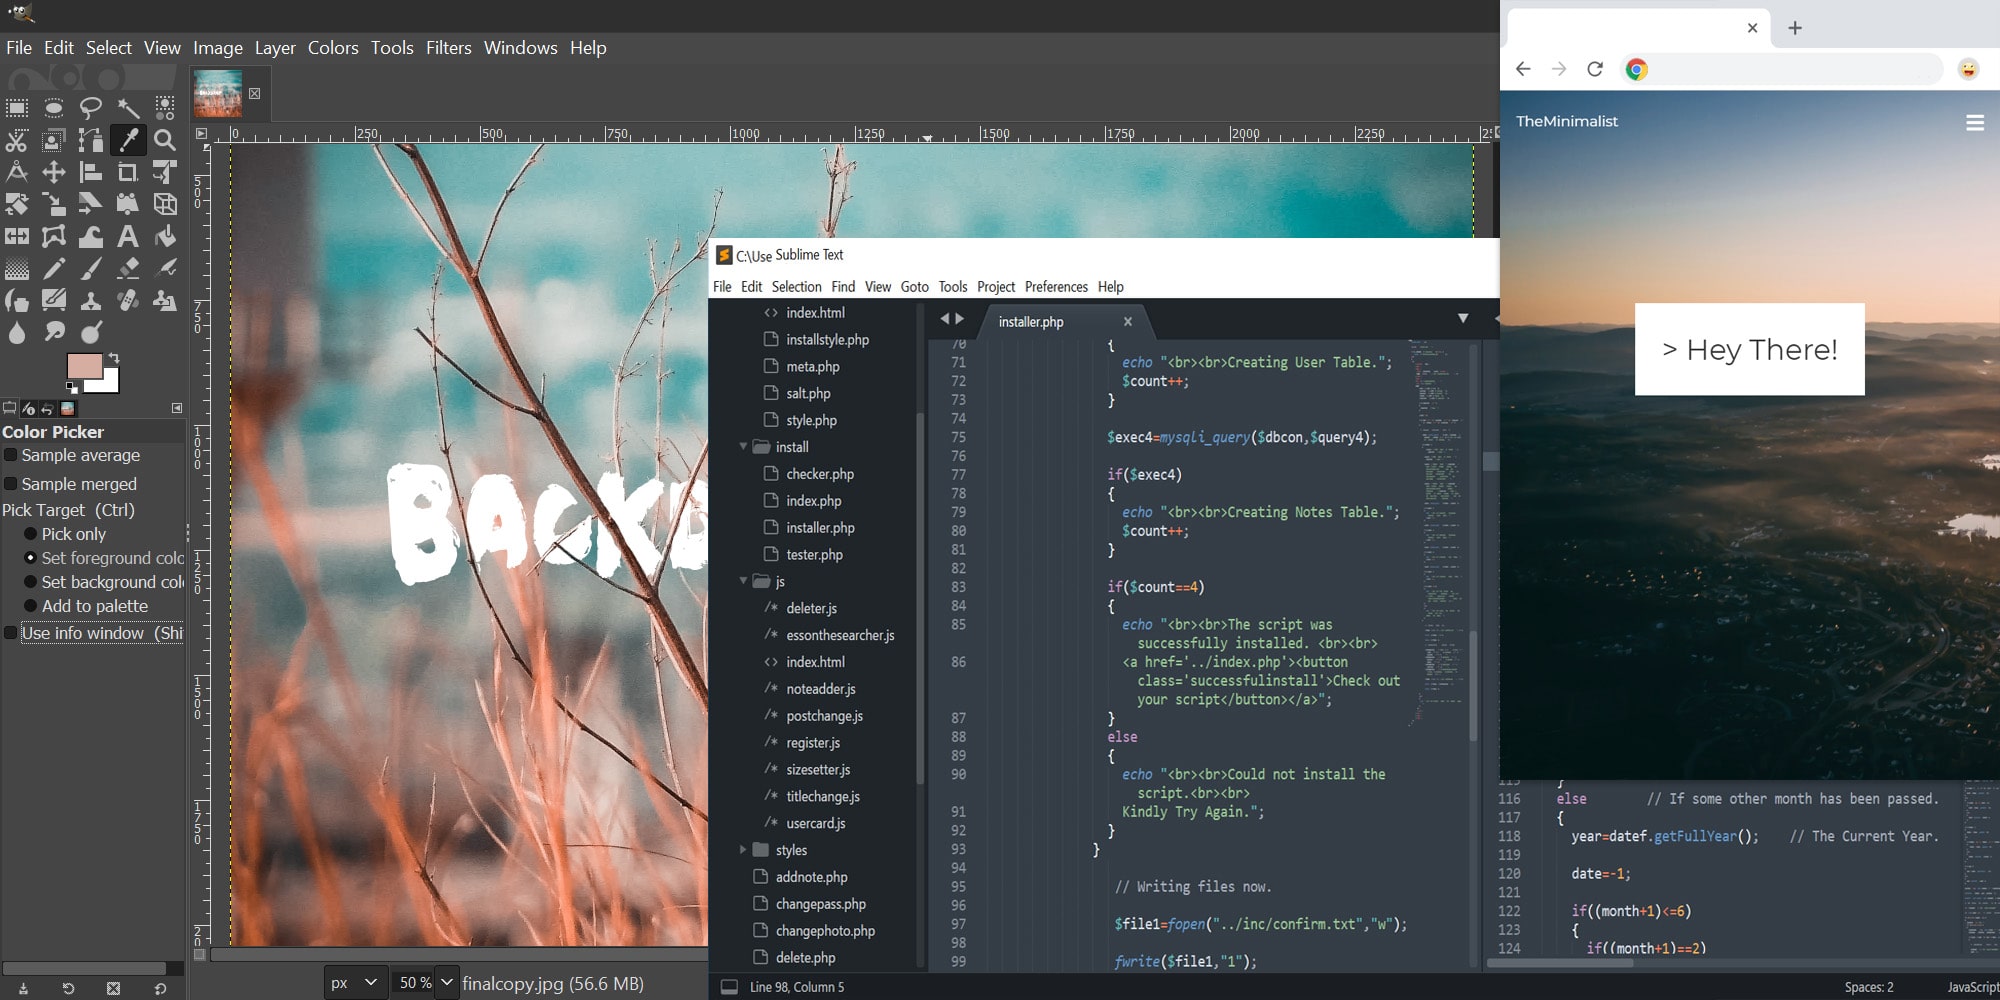 File Edit Select View Image Layer Colors Tools Filters Windows Help
0 250 500 750 1000 1250 1500 1750 2000 2250
500
750
1000
1250
1500
1750
Color Picker
Sample average
Sample merged
Pick Target (Ctrl)
Pick only
Set foreground colo
Set background colo
Add to palette
Use info window (Shi
BACK
px 50 % finalcopy.jpg (56.6 MB)
C:\Use Sublime Text
File Edit Selection Find View Goto Tools Project Preferences Help
<> index.html
installstyle.php
meta.php
salt.php
style.php
install
checker.php
index.php
installer.php
tester.php
js
/* deleter.js
/* essonthesearcher.js
<> index.html
/* noteadder.js
/* postchange.js
/* register.js
/* sizesetter.js
/* titlechange.js
/* usercard.js
styles
addnote.php
changepass.php
changephoto.php
delete.php
installer.php
70 {
71 echo "<br><br>Creating User Table.";
72 $count++;
73 }
74
75 $exec4=mysqli_query($dbcon,$query4);
76
77 if($exec4)
78 {
79 echo "<br><br>Creating Notes Table.";
80 $count++;
81 }
82
83 if($count==4)
84 {
85 echo "<br><br>The script was
successfully installed. <br><br>
86 <a href='../index.php'><button
class='successfulinstall'>Check out
your script</button></a>";
87 }
88 else
89 {
90 echo "<br><br>Could not install the
script.<br><br>
91 Kindly Try Again.";
92 }
93 }
94
95 // Writing files now.
96
97 $file1=fopen("../inc/confirm.txt","w");
98
99 fwrite($file1,"1");
Line 98, Column 5
TheMinimalist
> Hey There!
115 }
116 else // If some other month has been passed.
117 {
118 year=datef.getFullYear(); // The Current Year.
119
120 date=-1;
121
122 if((month+1)<=6)
123 {
124 if((month+1)==2)
Spaces: 2 JavaScript